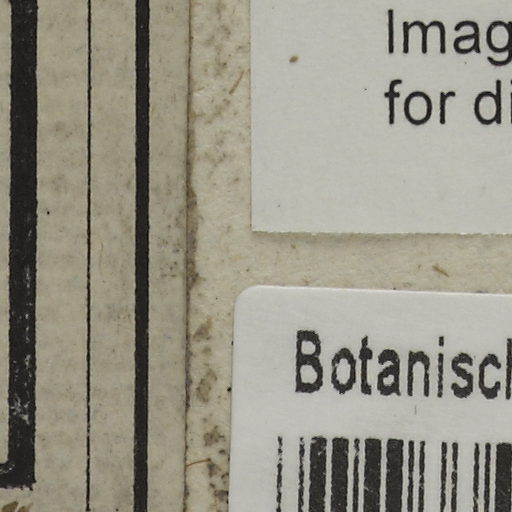 Imag
for di
Botanisch